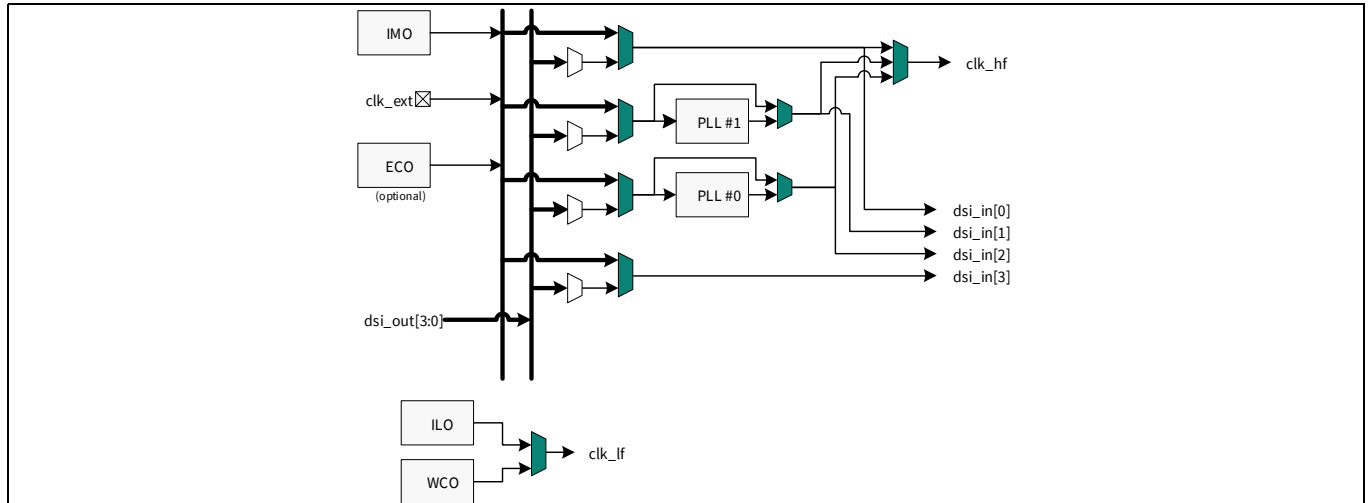 IMO
clk_hf
clk_ext
PLL #1
ECO
(optional)
PLL #0
dsi_in[0]
dsi_in[1]
dsi_in[2]
dsi_in[3]
dsi_out[3:0]
ILO
clk_lf
WCO